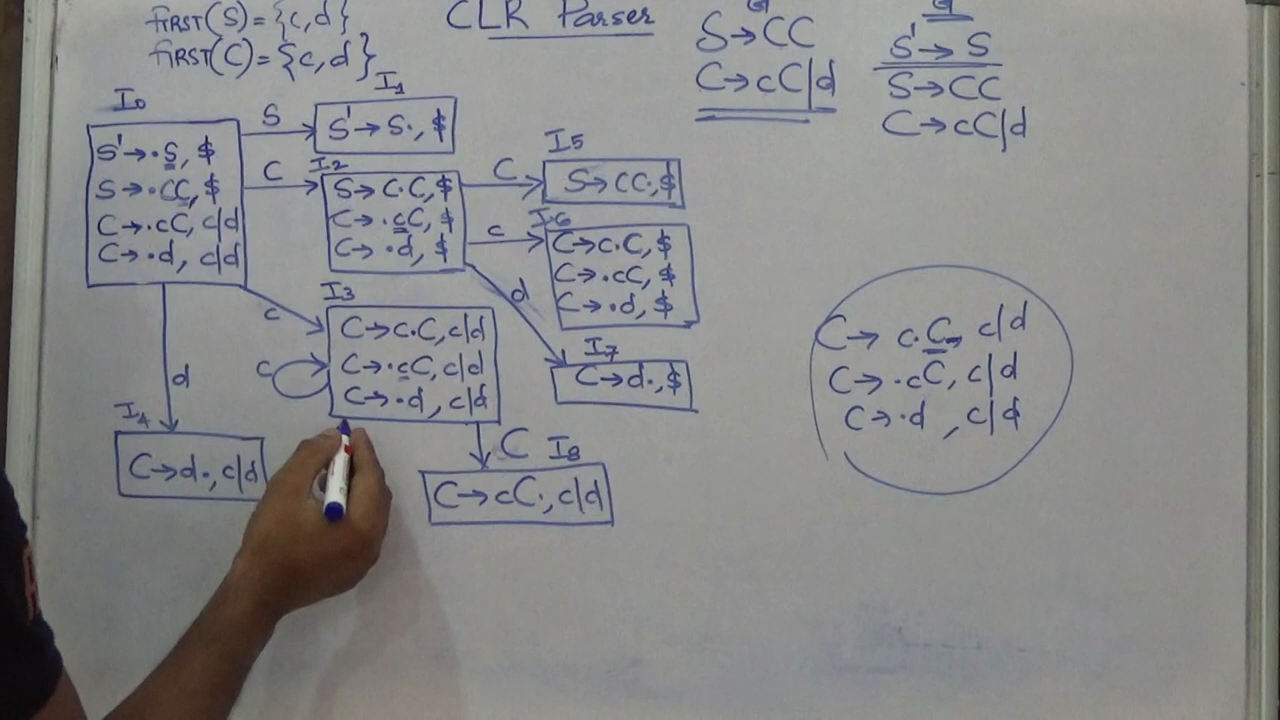 FIRST(S) = {c, d}
FIRST(C) = {c, d}
CLR Parser
G
S→CC
C→cC|d
G'
S'→S
S→CC
C→cC|d
I0
S'→·S, $
S→·CC, $
C→·cC, c|d
C→·d, c|d
S
C
c
d
I1
S'→S·, $
I2
S→C·C, $
C→·cC, $
C→·d, $
C
c
d
I5
S→CC·, $
I6
C→c·C, $
C→·cC, $
C→·d, $
I7
C→d·, $
I3
C→c·C, c|d
C→·cC, c|d
C→·d, c|d
c
C
I4
C→d·, c|d
I8
C→cC·, c|d
C→c·C, c|d
C→·cC, c|d
C→·d, c|d